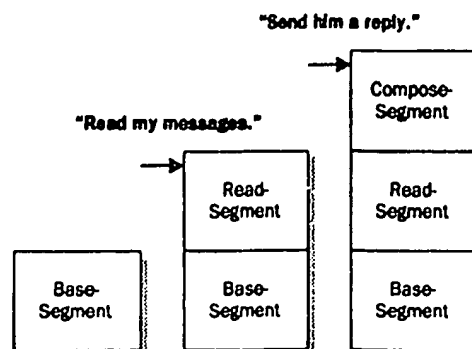 "Send him a reply."
Compose-
Segment
"Read my messages."
Read-
Segment
Read-
Segment
Base-
Segment
Base-
Segment
Base-
Segment